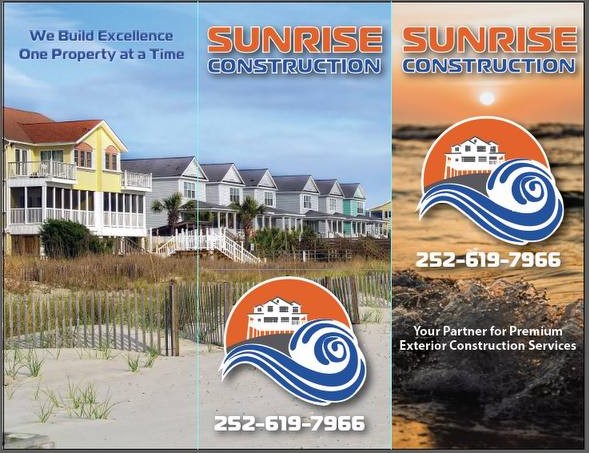 We Build Excellence
One Property at a Time
SUNRISE
CONSTRUCTION
252-619-7966
SUNRISE
CONSTRUCTION
252-619-7966
Your Partner for Premium
Exterior Construction Services